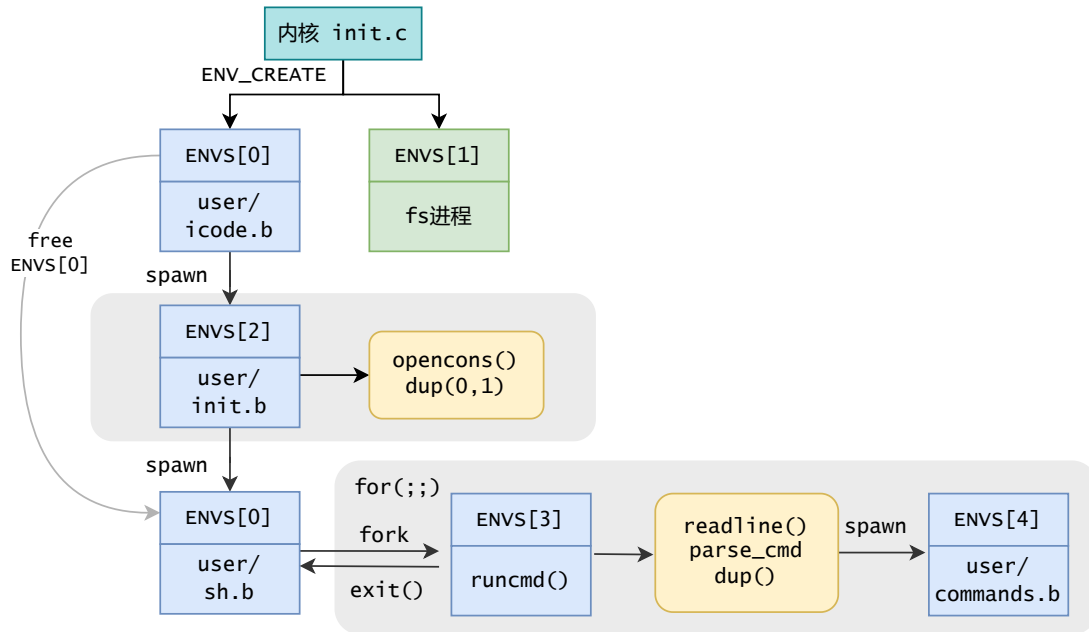 内核 init.c
ENV_CREATE
ENVS[0]
user/
icode.b
ENVS[1]
fs进程
free
ENVS[0]
spawn
ENVS[2]
user/
init.b
opencons()
dup(0,1)
spawn
ENVS[0]
user/
sh.b
for(;;)
fork
exit()
ENVS[3]
runcmd()
readline()
parse_cmd
dup()
spawn
ENVS[4]
user/
commands.b